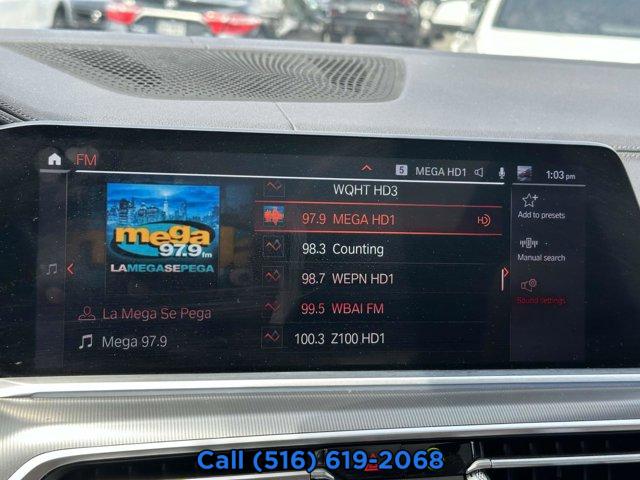 .FM
5 MEGA HD1
1:03 pm
WQHT HD3
97.9 MEGA HD1 HD
98.3 Counting
98.7 WEPN HD1
99.5 WBAI FM
100.3 Z100 HD1
mega
97.9 fm
LAMEGASEPEGA
La Mega Se Pega
Mega 97.9
Add to presets
Manual search
Sound settings
Call (516) 619-2068